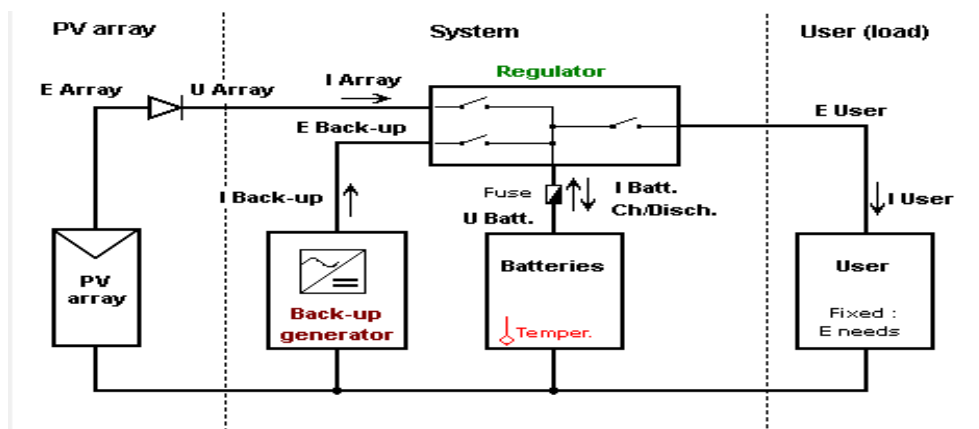 PV array
System
User (load)
Regulator
E Array
U Array
I Array
E Back-up
E User
I Back-up
Fuse
U Batt.
I Batt.
Ch/Disch.
I User
PV
array
Back-up
generator
Batteries
Temper.
User
Fixed :
E needs